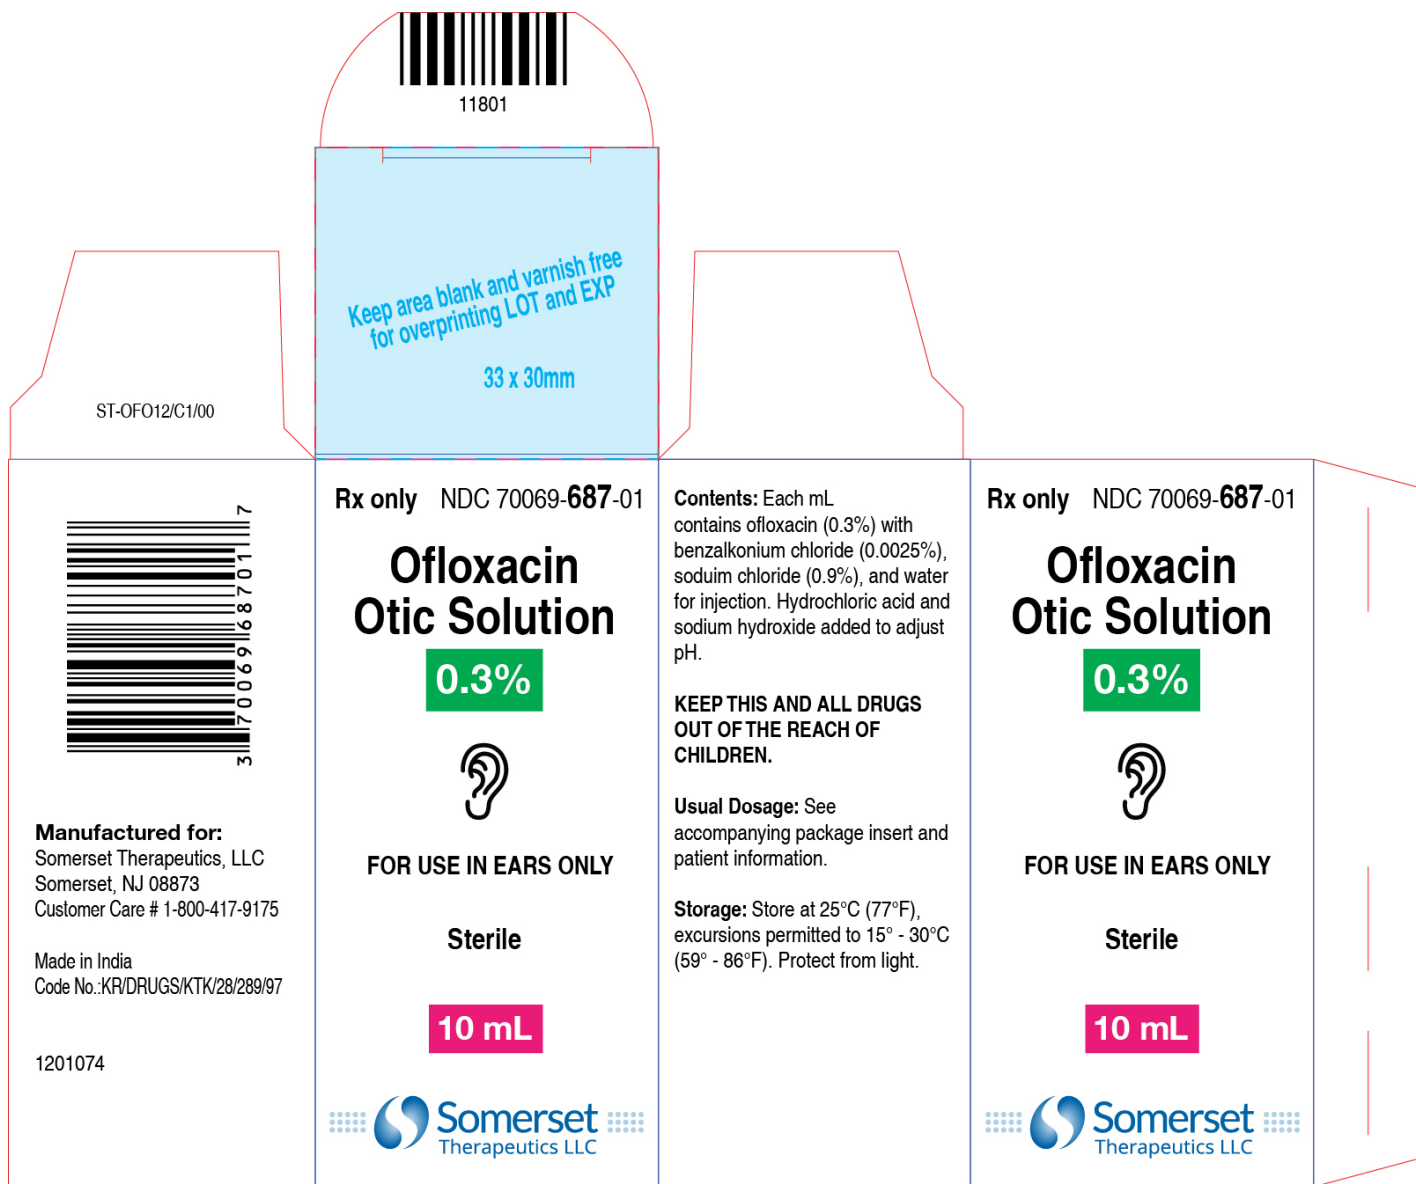 11801
Keep area blank and varnish free
for overprinting LOT and EXP
33 x 30mm
ST-OFO12/C1/00
3 70069 68701 7
Manufactured for:
Somerset Therapeutics, LLC
Somerset, NJ 08873
Customer Care # 1-800-417-9175
Made in India
Code No.:KR/DRUGS/KTK/28/289/97
1201074
Rx only NDC 70069-687-01
Ofloxacin
Otic Solution
0.3%
FOR USE IN EARS ONLY
Sterile
10 mL
Somerset
Therapeutics LLC
Contents: Each mL
contains ofloxacin (0.3%) with
benzalkonium chloride (0.0025%),
soduim chloride (0.9%), and water
for injection. Hydrochloric acid and
sodium hydroxide added to adjust
pH.
KEEP THIS AND ALL DRUGS
OUT OF THE REACH OF
CHILDREN.
Usual Dosage: See
accompanying package insert and
patient information.
Storage: Store at 25°C (77°F),
excursions permitted to 15° - 30°C
(59° - 86°F). Protect from light.
Rx only NDC 70069-687-01
Ofloxacin
Otic Solution
0.3%
FOR USE IN EARS ONLY
Sterile
10 mL
Somerset
Therapeutics LLC